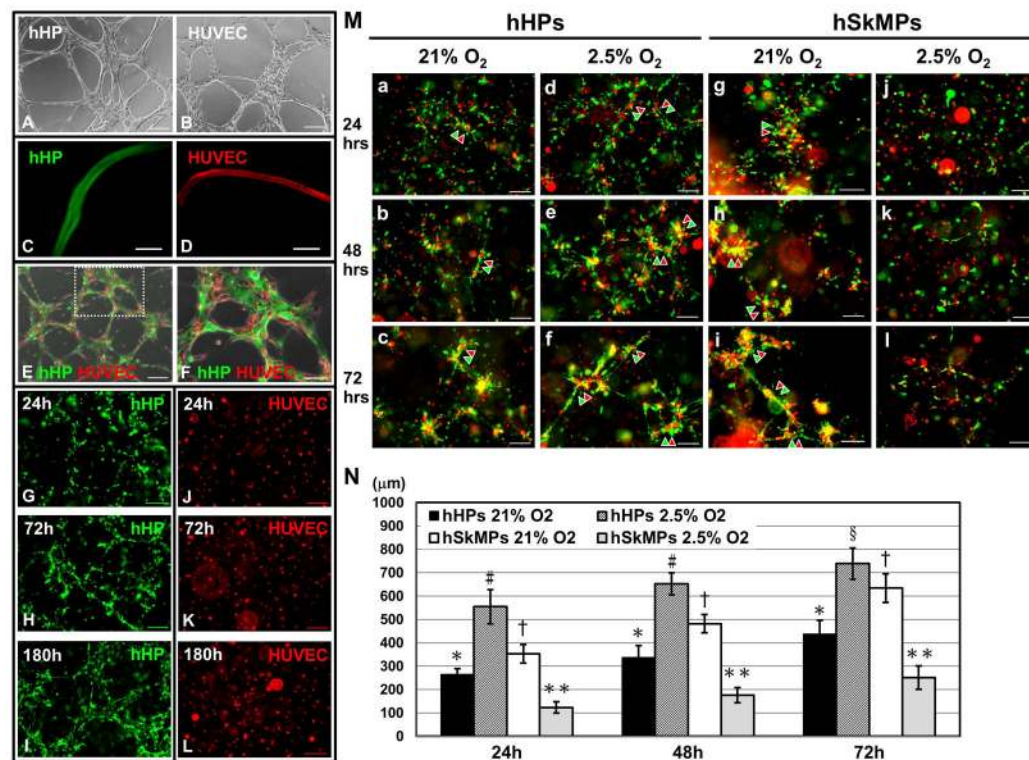 hHP
HUVEC
A
B
hHP
HUVEC
C
D
E hHP HUVEC
F hHP HUVEC
24h hHP
G
24h HUVEC
J
72h hHP
H
72h HUVEC
K
180h hHP
I
180h HUVEC
L
M
hHPs
hSkMPs
21% O2
2.5% O2
21% O2
2.5% O2
24
hrs
a
d
g
j
48
hrs
b
e
h
k
72
hrs
c
f
i
l
N
(μm)
1000
900
800
700
600
500
400
300
200
100
0
hHPs 21% O2
hHPs 2.5% O2
hSkMPs 21% O2
hSkMPs 2.5% O2
* # † **
* # † **
* § † **
24h
48h
72h